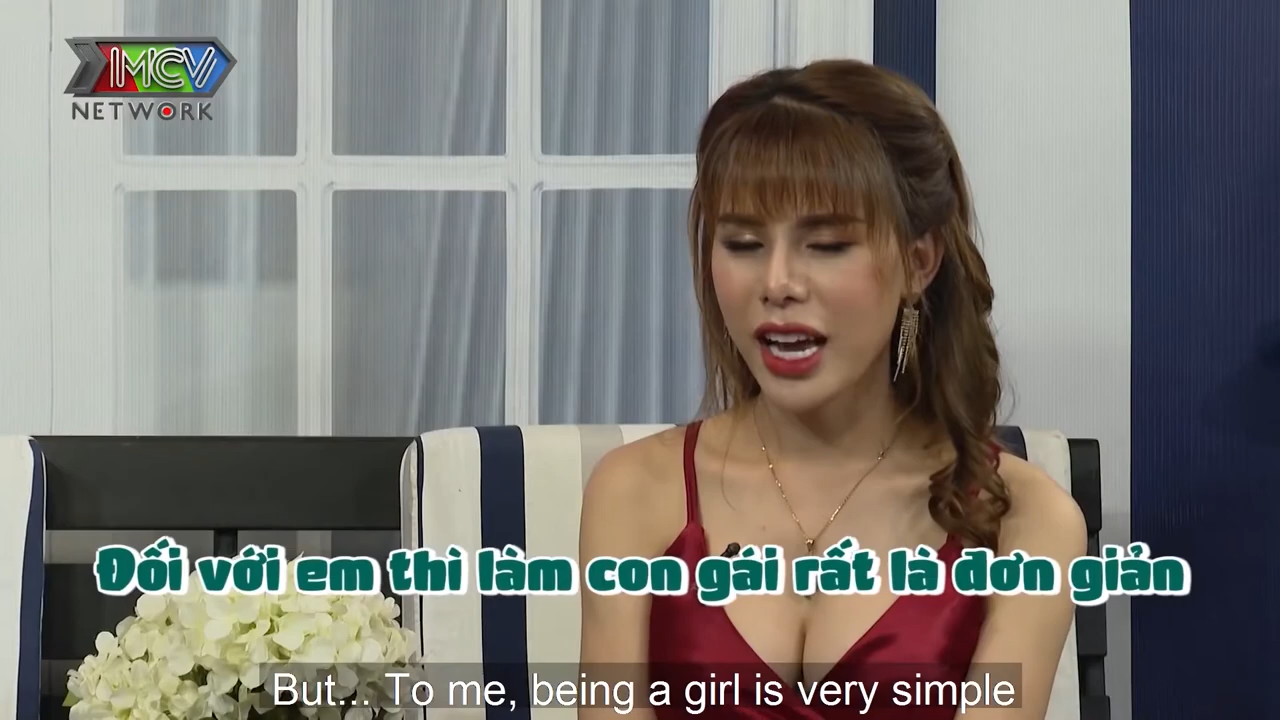 MCV
NETWORK
Đối với em thì làm con gái rất là đơn giản
But... To me, being a girl is very simple